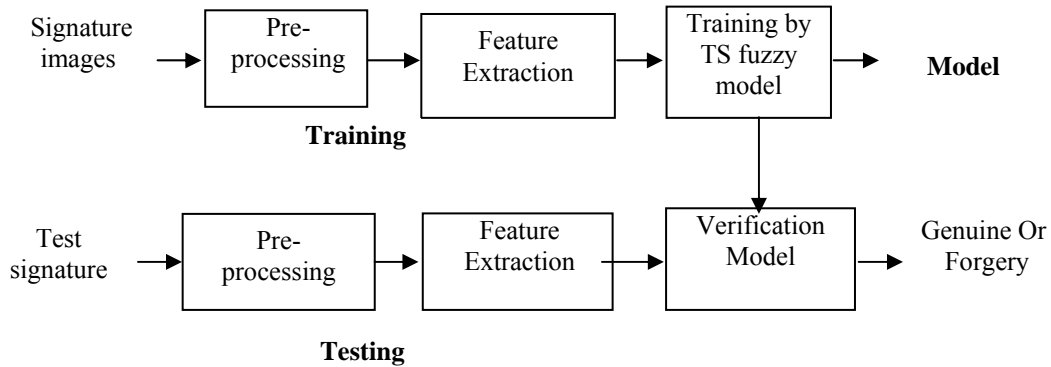 Signature
images
Pre-
processing
Feature
Extraction
Training by
TS fuzzy
model
Model
Training
Test
signature
Pre-
processing
Feature
Extraction
Verification
Model
Genuine Or
Forgery
Testing